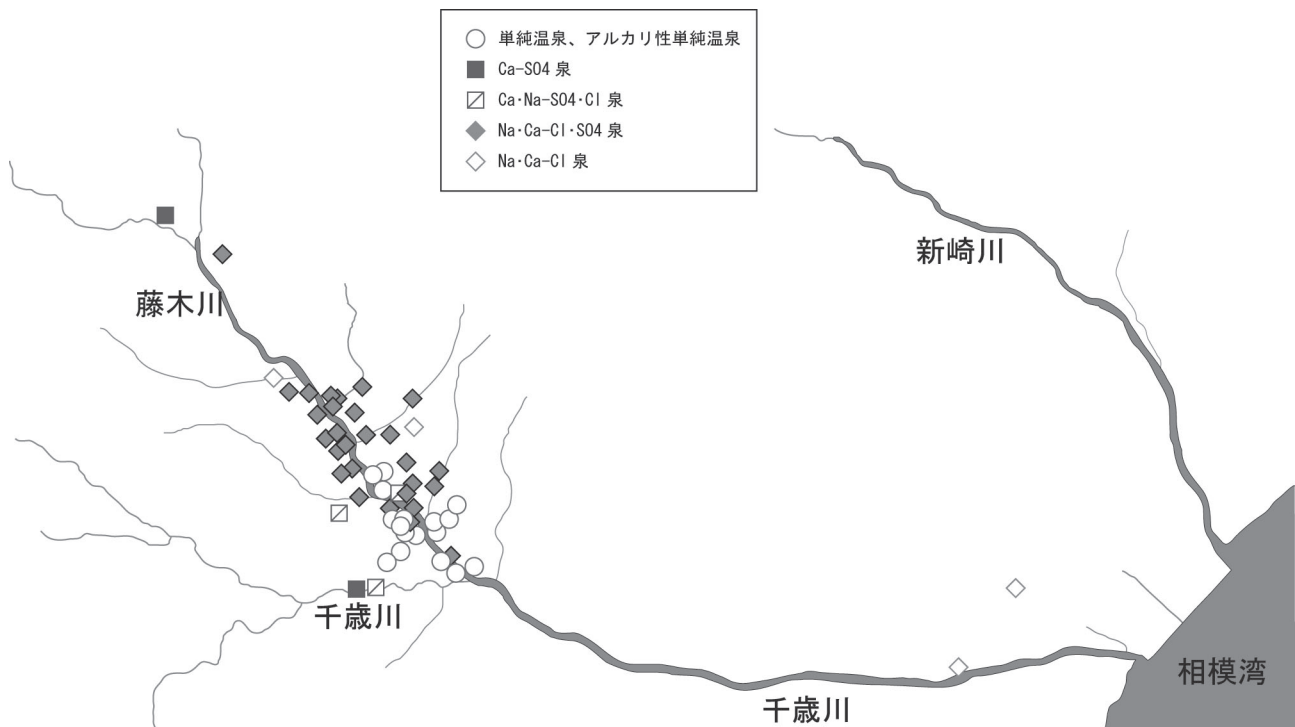 単純温泉、アルカリ性単純温泉
Ca-SO4 泉
Ca·Na-SO4·Cl 泉
Na·Ca-Cl·SO4 泉
Na·Ca-Cl 泉
新崎川
藤木川
千歳川
相模湾
千歳川